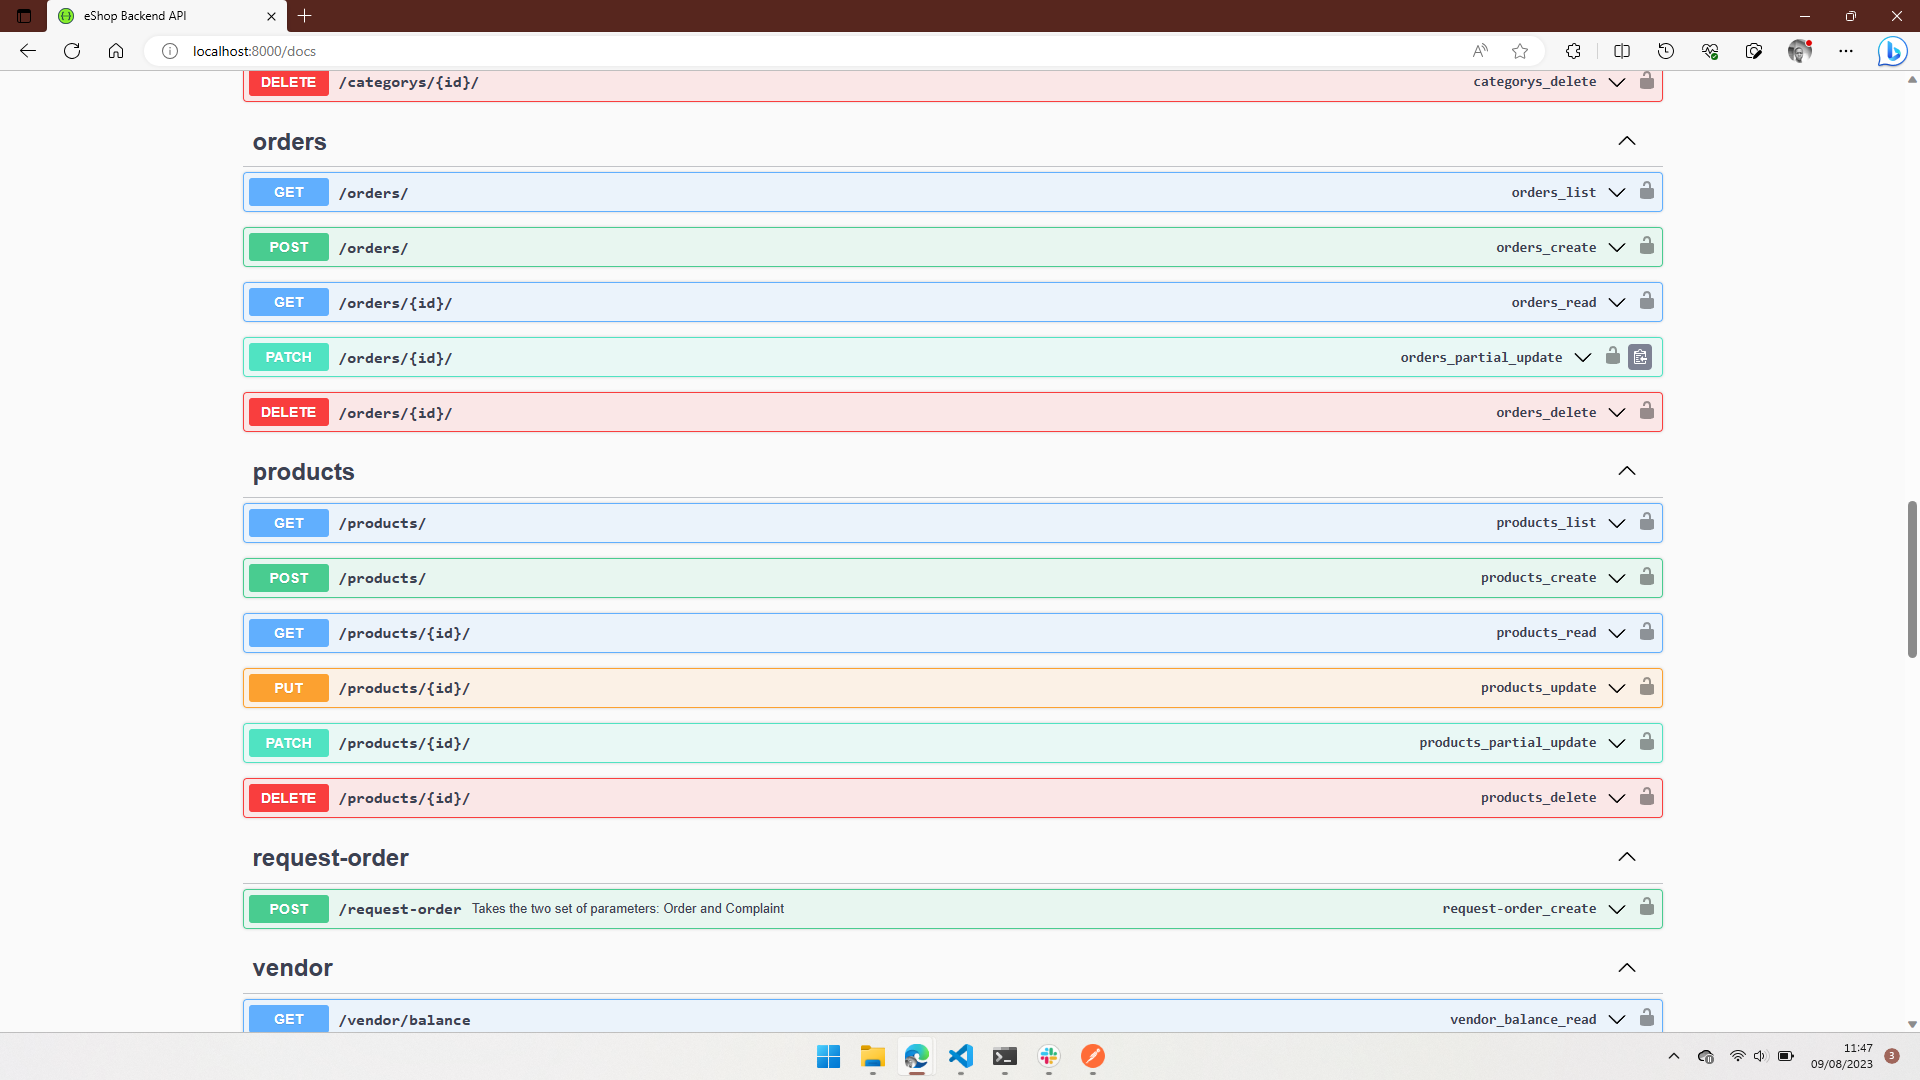 eShop Backend API
localhost:8000/docs
DELETE /categorys/{id}/ categorys_delete
orders
GET /orders/ orders_list
POST /orders/ orders_create
GET /orders/{id}/ orders_read
PATCH /orders/{id}/ orders_partial_update
DELETE /orders/{id}/ orders_delete
products
GET /products/ products_list
POST /products/ products_create
GET /products/{id}/ products_read
PUT /products/{id}/ products_update
PATCH /products/{id}/ products_partial_update
DELETE /products/{id}/ products_delete
request-order
POST /request-order Takes the two set of parameters: Order and Complaint request-order_create
vendor
GET /vendor/balance vendor_balance_read
11:47
09/08/2023
3